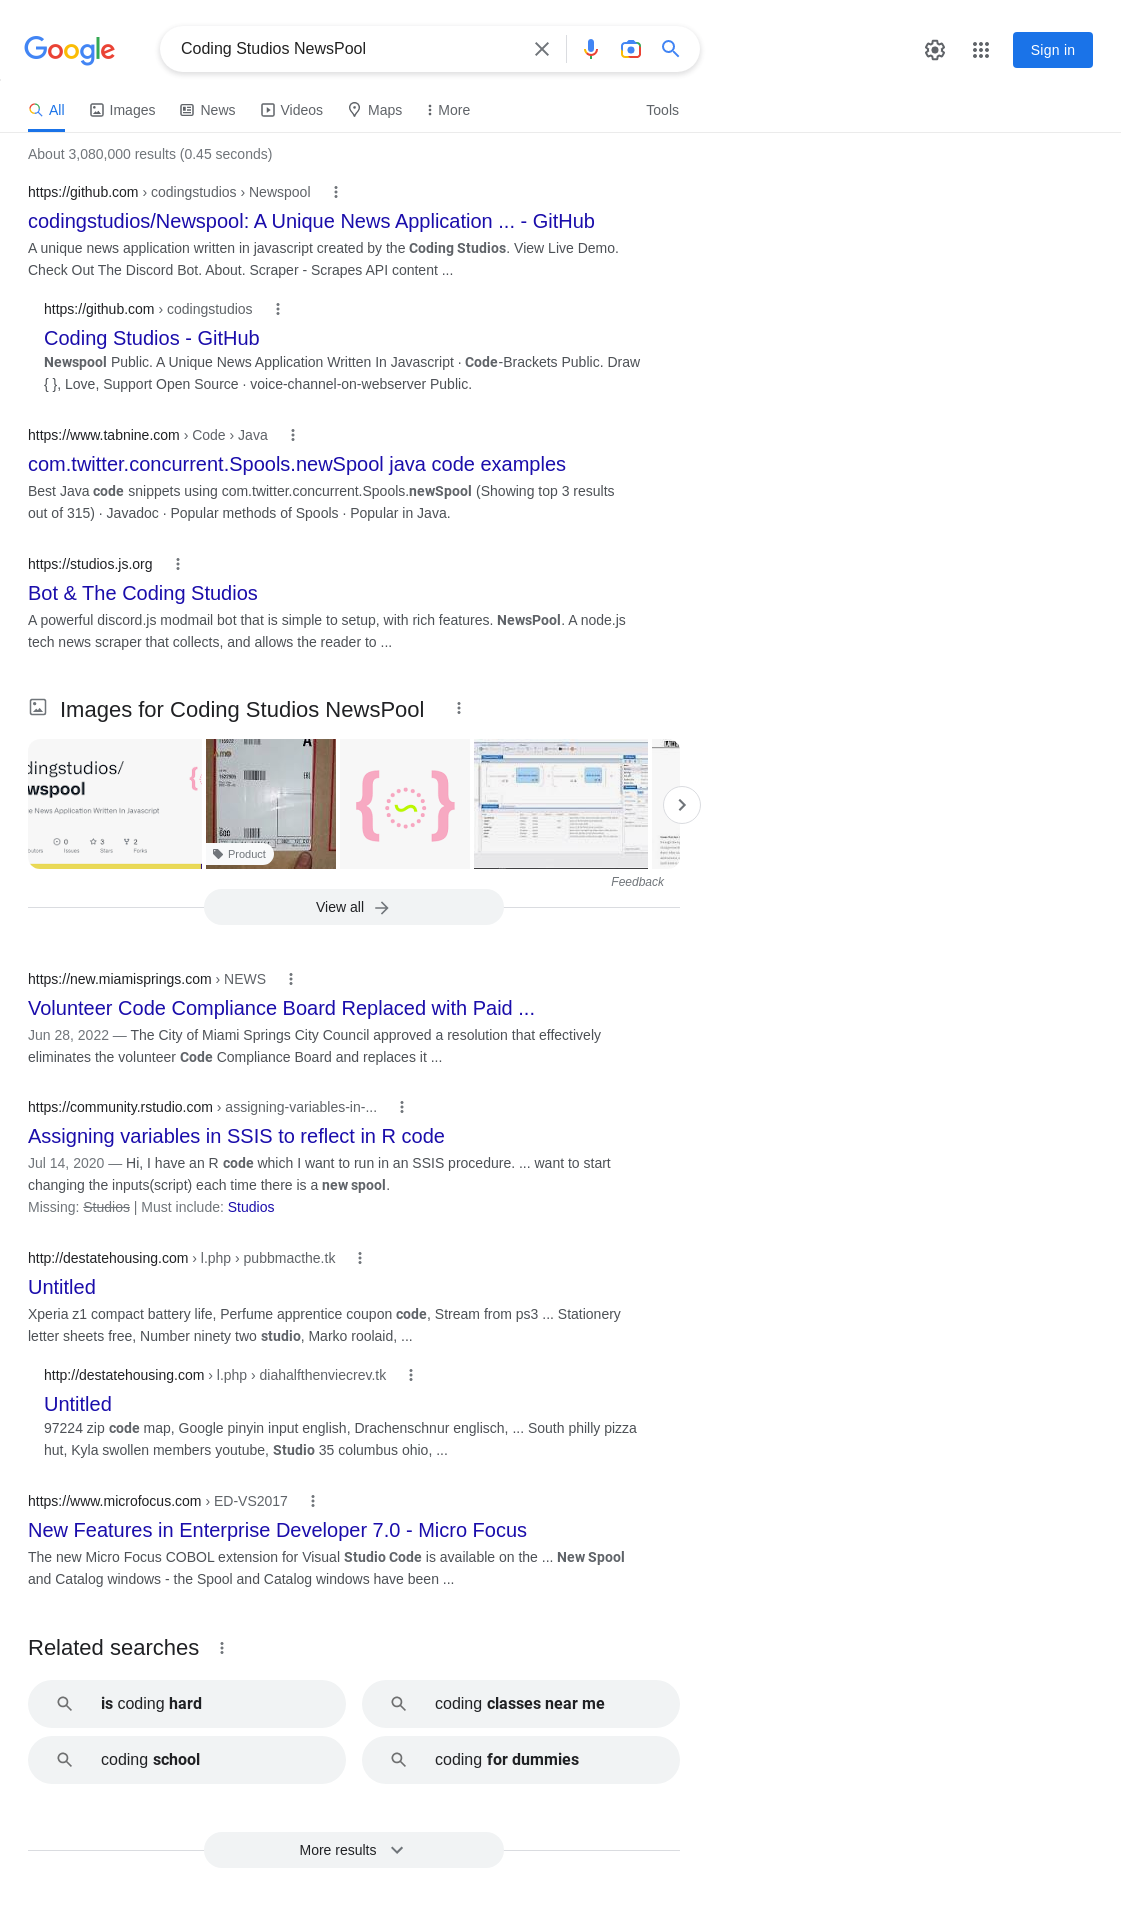 Google
Coding Studios NewsPool
Sign in
All Images News Videos Maps More Tools
About 3,080,000 results (0.45 seconds)
https://github.com › codingstudios › Newspool
codingstudios/Newspool: A Unique News Application ... - GitHub
A unique news application written in javascript created by the Coding Studios. View Live Demo.
Check Out The Discord Bot. About. Scraper - Scrapes API content ...
https://github.com › codingstudios
Coding Studios - GitHub
Newspool Public. A Unique News Application Written In Javascript · Code-Brackets Public. Draw
{ }, Love, Support Open Source · voice-channel-on-webserver Public.
https://www.tabnine.com › Code › Java
com.twitter.concurrent.Spools.newSpool java code examples
Best Java code snippets using com.twitter.concurrent.Spools.newSpool (Showing top 3 results
out of 315) · Javadoc · Popular methods of Spools · Popular in Java.
https://studios.js.org
Bot & The Coding Studios
A powerful discord.js modmail bot that is simple to setup, with rich features. NewsPool. A node.js
tech news scraper that collects, and allows the reader to ...
Images for Coding Studios NewsPool
dingstudios/
wspool
e News Application Written In Javascript
0 3 2
utors Issues Stars Forks
Product
Feedback
View all
https://new.miamisprings.com › NEWS
Volunteer Code Compliance Board Replaced with Paid ...
Jun 28, 2022 — The City of Miami Springs City Council approved a resolution that effectively
eliminates the volunteer Code Compliance Board and replaces it ...
https://community.rstudio.com › assigning-variables-in-...
Assigning variables in SSIS to reflect in R code
Jul 14, 2020 — Hi, I have an R code which I want to run in an SSIS procedure. ... want to start
changing the inputs(script) each time there is a new spool.
Missing: Studios | Must include: Studios
http://destatehousing.com › l.php › pubbmacthe.tk
Untitled
Xperia z1 compact battery life, Perfume apprentice coupon code, Stream from ps3 ... Stationery
letter sheets free, Number ninety two studio, Marko roolaid, ...
http://destatehousing.com › l.php › diahalfthenviecrev.tk
Untitled
97224 zip code map, Google pinyin input english, Drachenschnur englisch, ... South philly pizza
hut, Kyla swollen members youtube, Studio 35 columbus ohio, ...
https://www.microfocus.com › ED-VS2017
New Features in Enterprise Developer 7.0 - Micro Focus
The new Micro Focus COBOL extension for Visual Studio Code is available on the ... New Spool
and Catalog windows - the Spool and Catalog windows have been ...
Related searches
is coding hard
coding classes near me
coding school
coding for dummies
More results